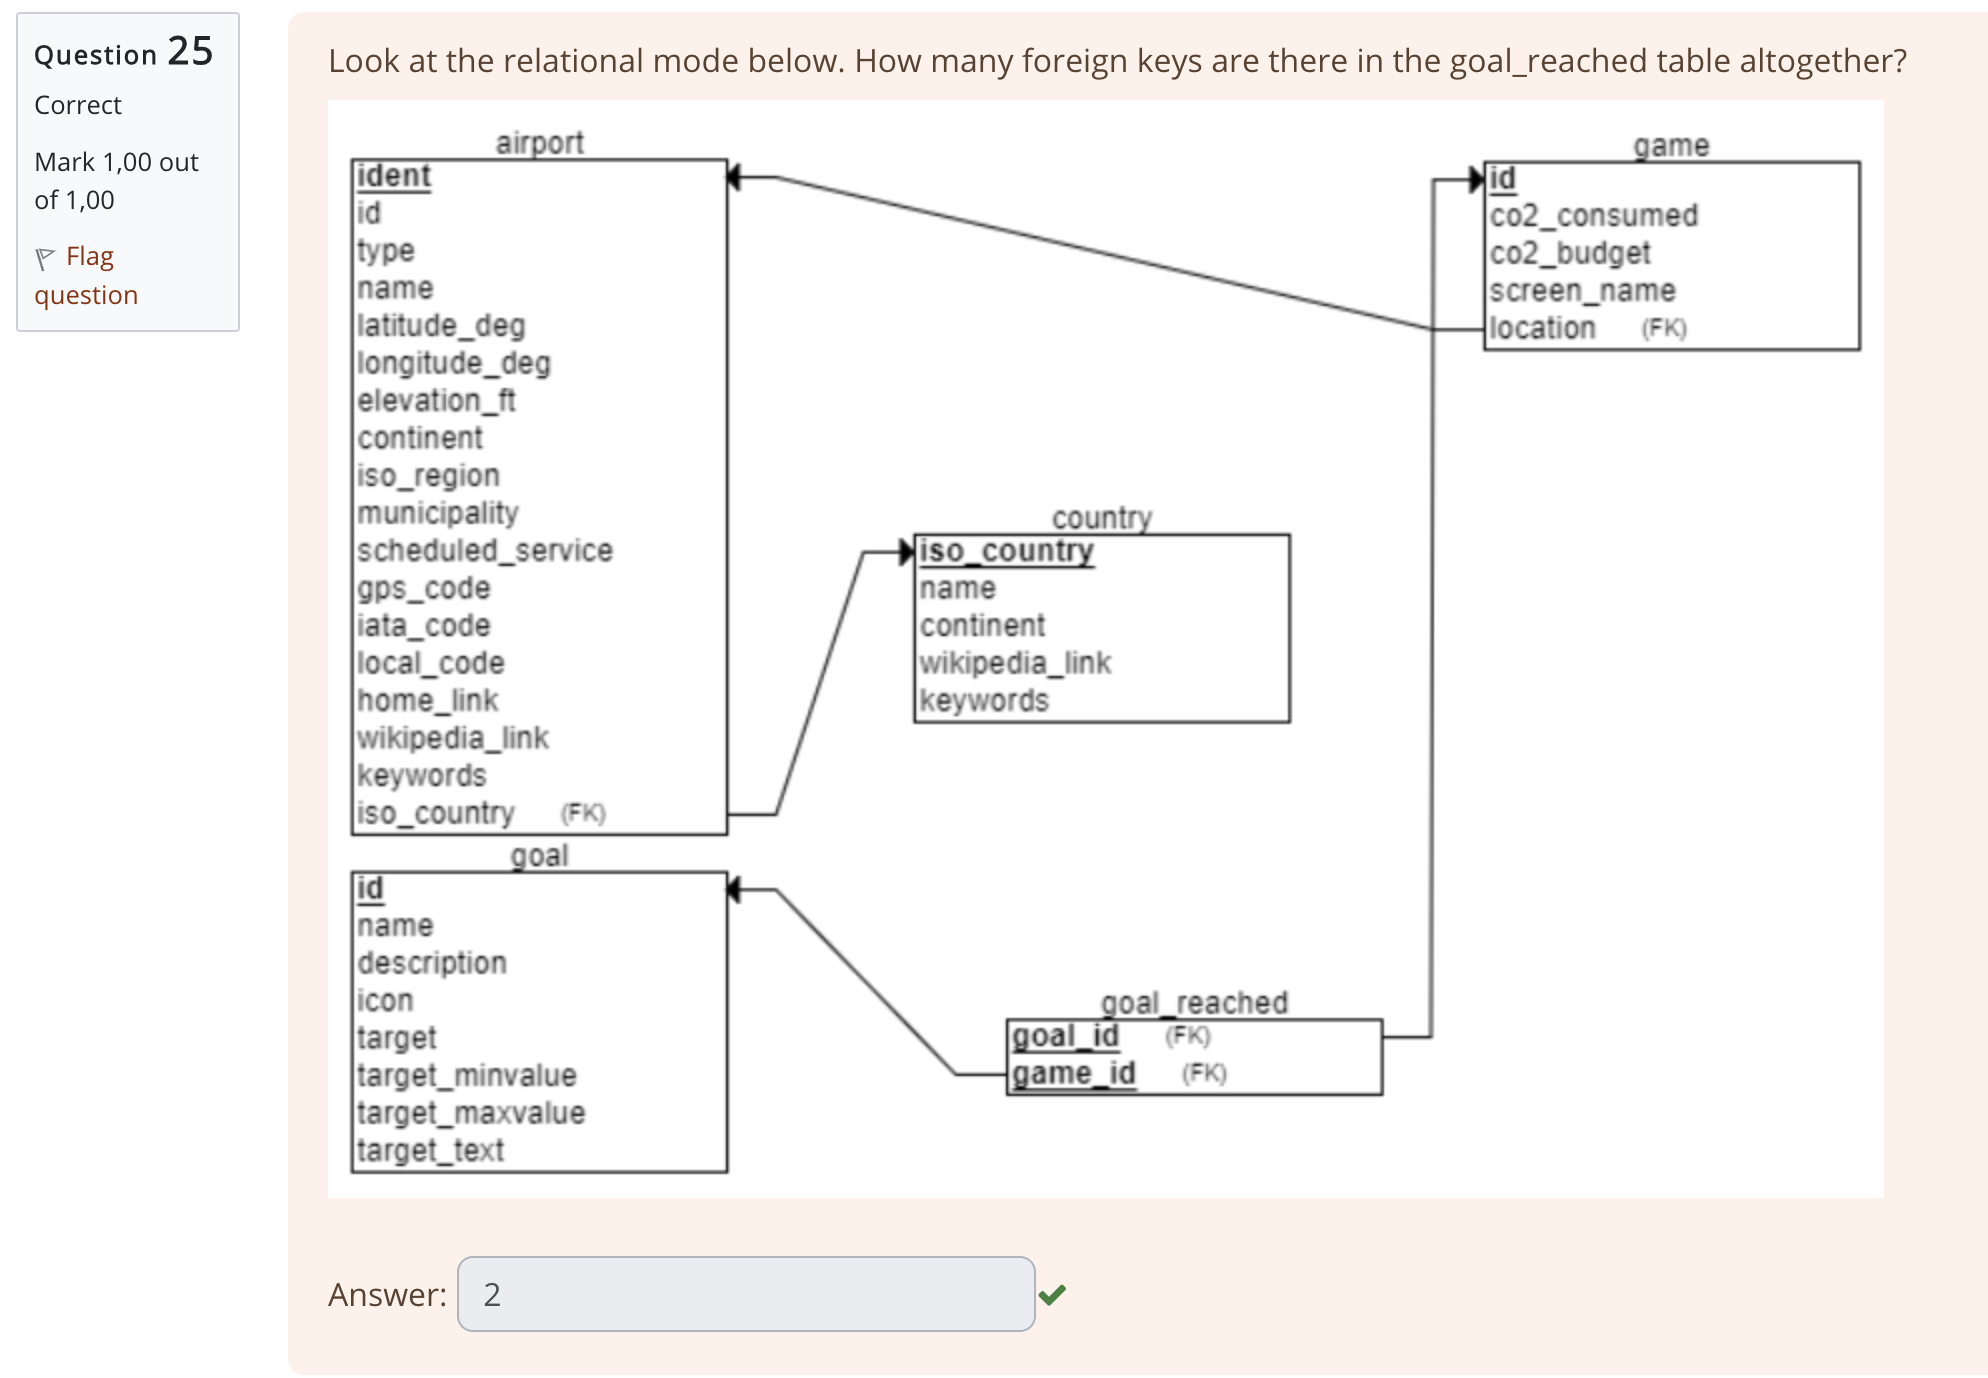 Question 25
Correct
Mark 1,00 out
of 1,00
Flag
question
Look at the relational mode below. How many foreign keys are there in the goal_reached table altogether?
airport
ident
id
type
name
latitude_deg
longitude_deg
elevation_ft
continent
iso_region
municipality
scheduled_service
gps_code
iata_code
local_code
home_link
wikipedia_link
keywords
iso_country (FK)
game
id
co2_consumed
co2_budget
screen_name
location (FK)
country
iso_country
name
continent
wikipedia_link
keywords
goal
id
name
description
icon
target
target_minvalue
target_maxvalue
target_text
goal_reached
goal_id (FK)
game_id (FK)
Answer: 2